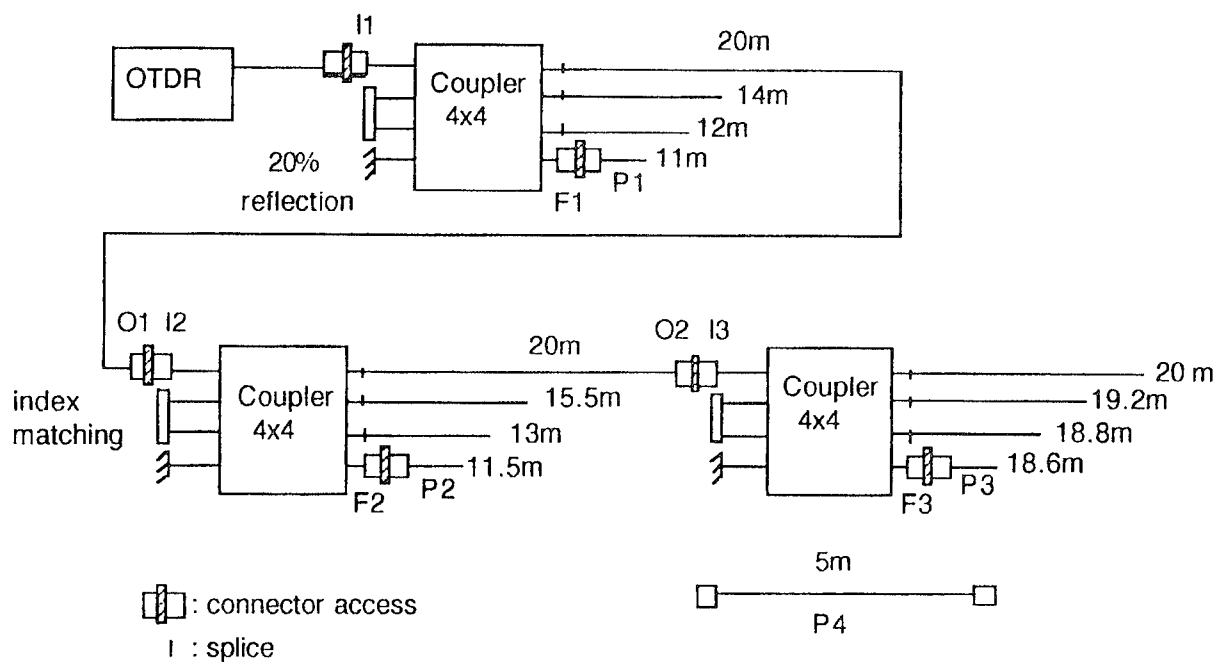 I1
20m
OTDR
Coupler
4x4
14m
12m
11m
P1
F1
20%
reflection
O1 I2
20m
O2 I3
Coupler
4x4
15.5m
13m
11.5m
P2
F2
index
matching
Coupler
4x4
20 m
19.2m
18.8m
18.6m
P3
F3
5m
P4
: connector access
I : splice